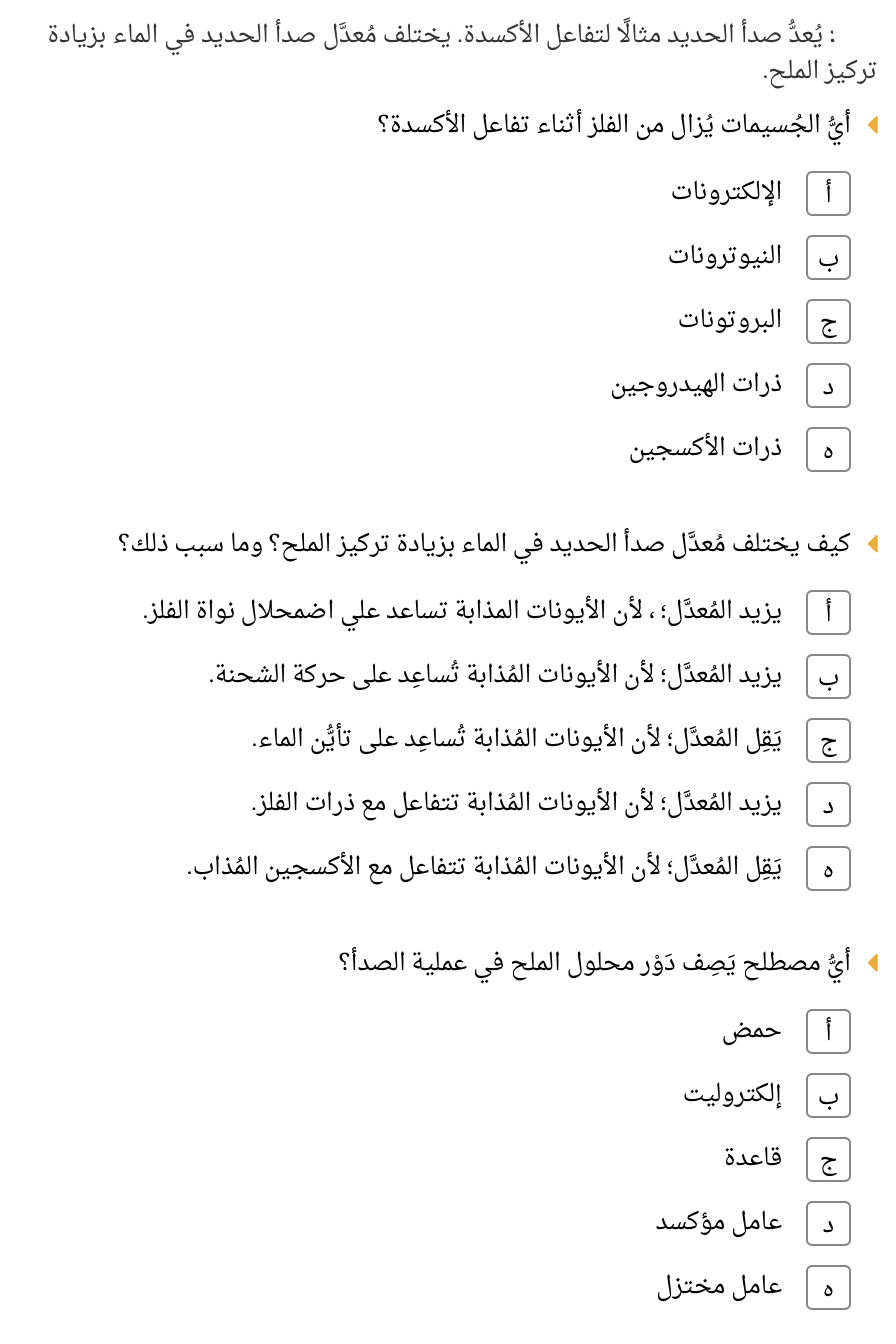 : يُعدُّ صدأ الحديد مثالًا لتفاعل الأكسدة. يختلف مُعدَّل صدأ الحديد في الماء بزيادة
تركيز الملح.
أيُّ الجُسيمات يُزال من الفلز أثناء تفاعل الأكسدة؟
أ الإلكترونات
ب النيوترونات
ج البروتونات
د ذرات الهيدروجين
ه ذرات الأكسجين
كيف يختلف مُعدَّل صدأ الحديد في الماء بزيادة تركيز الملح؟ وما سبب ذلك؟
أ يزيد المُعدَّل؛ ، لأن الأيونات المذابة تساعد علي اضمحلال نواة الفلز.
ب يزيد المُعدَّل؛ لأن الأيونات المُذابة تُساعِد على حركة الشحنة.
ج يَقِل المُعدَّل؛ لأن الأيونات المُذابة تُساعِد على تأيُّن الماء.
د يزيد المُعدَّل؛ لأن الأيونات المُذابة تتفاعل مع ذرات الفلز.
ه يَقِل المُعدَّل؛ لأن الأيونات المُذابة تتفاعل مع الأكسجين المُذاب.
أيُّ مصطلح يَصِف دَوْر محلول الملح في عملية الصدأ؟
أ حمض
ب إلكتروليت
ج قاعدة
د عامل مؤكسد
ه عامل مختزل